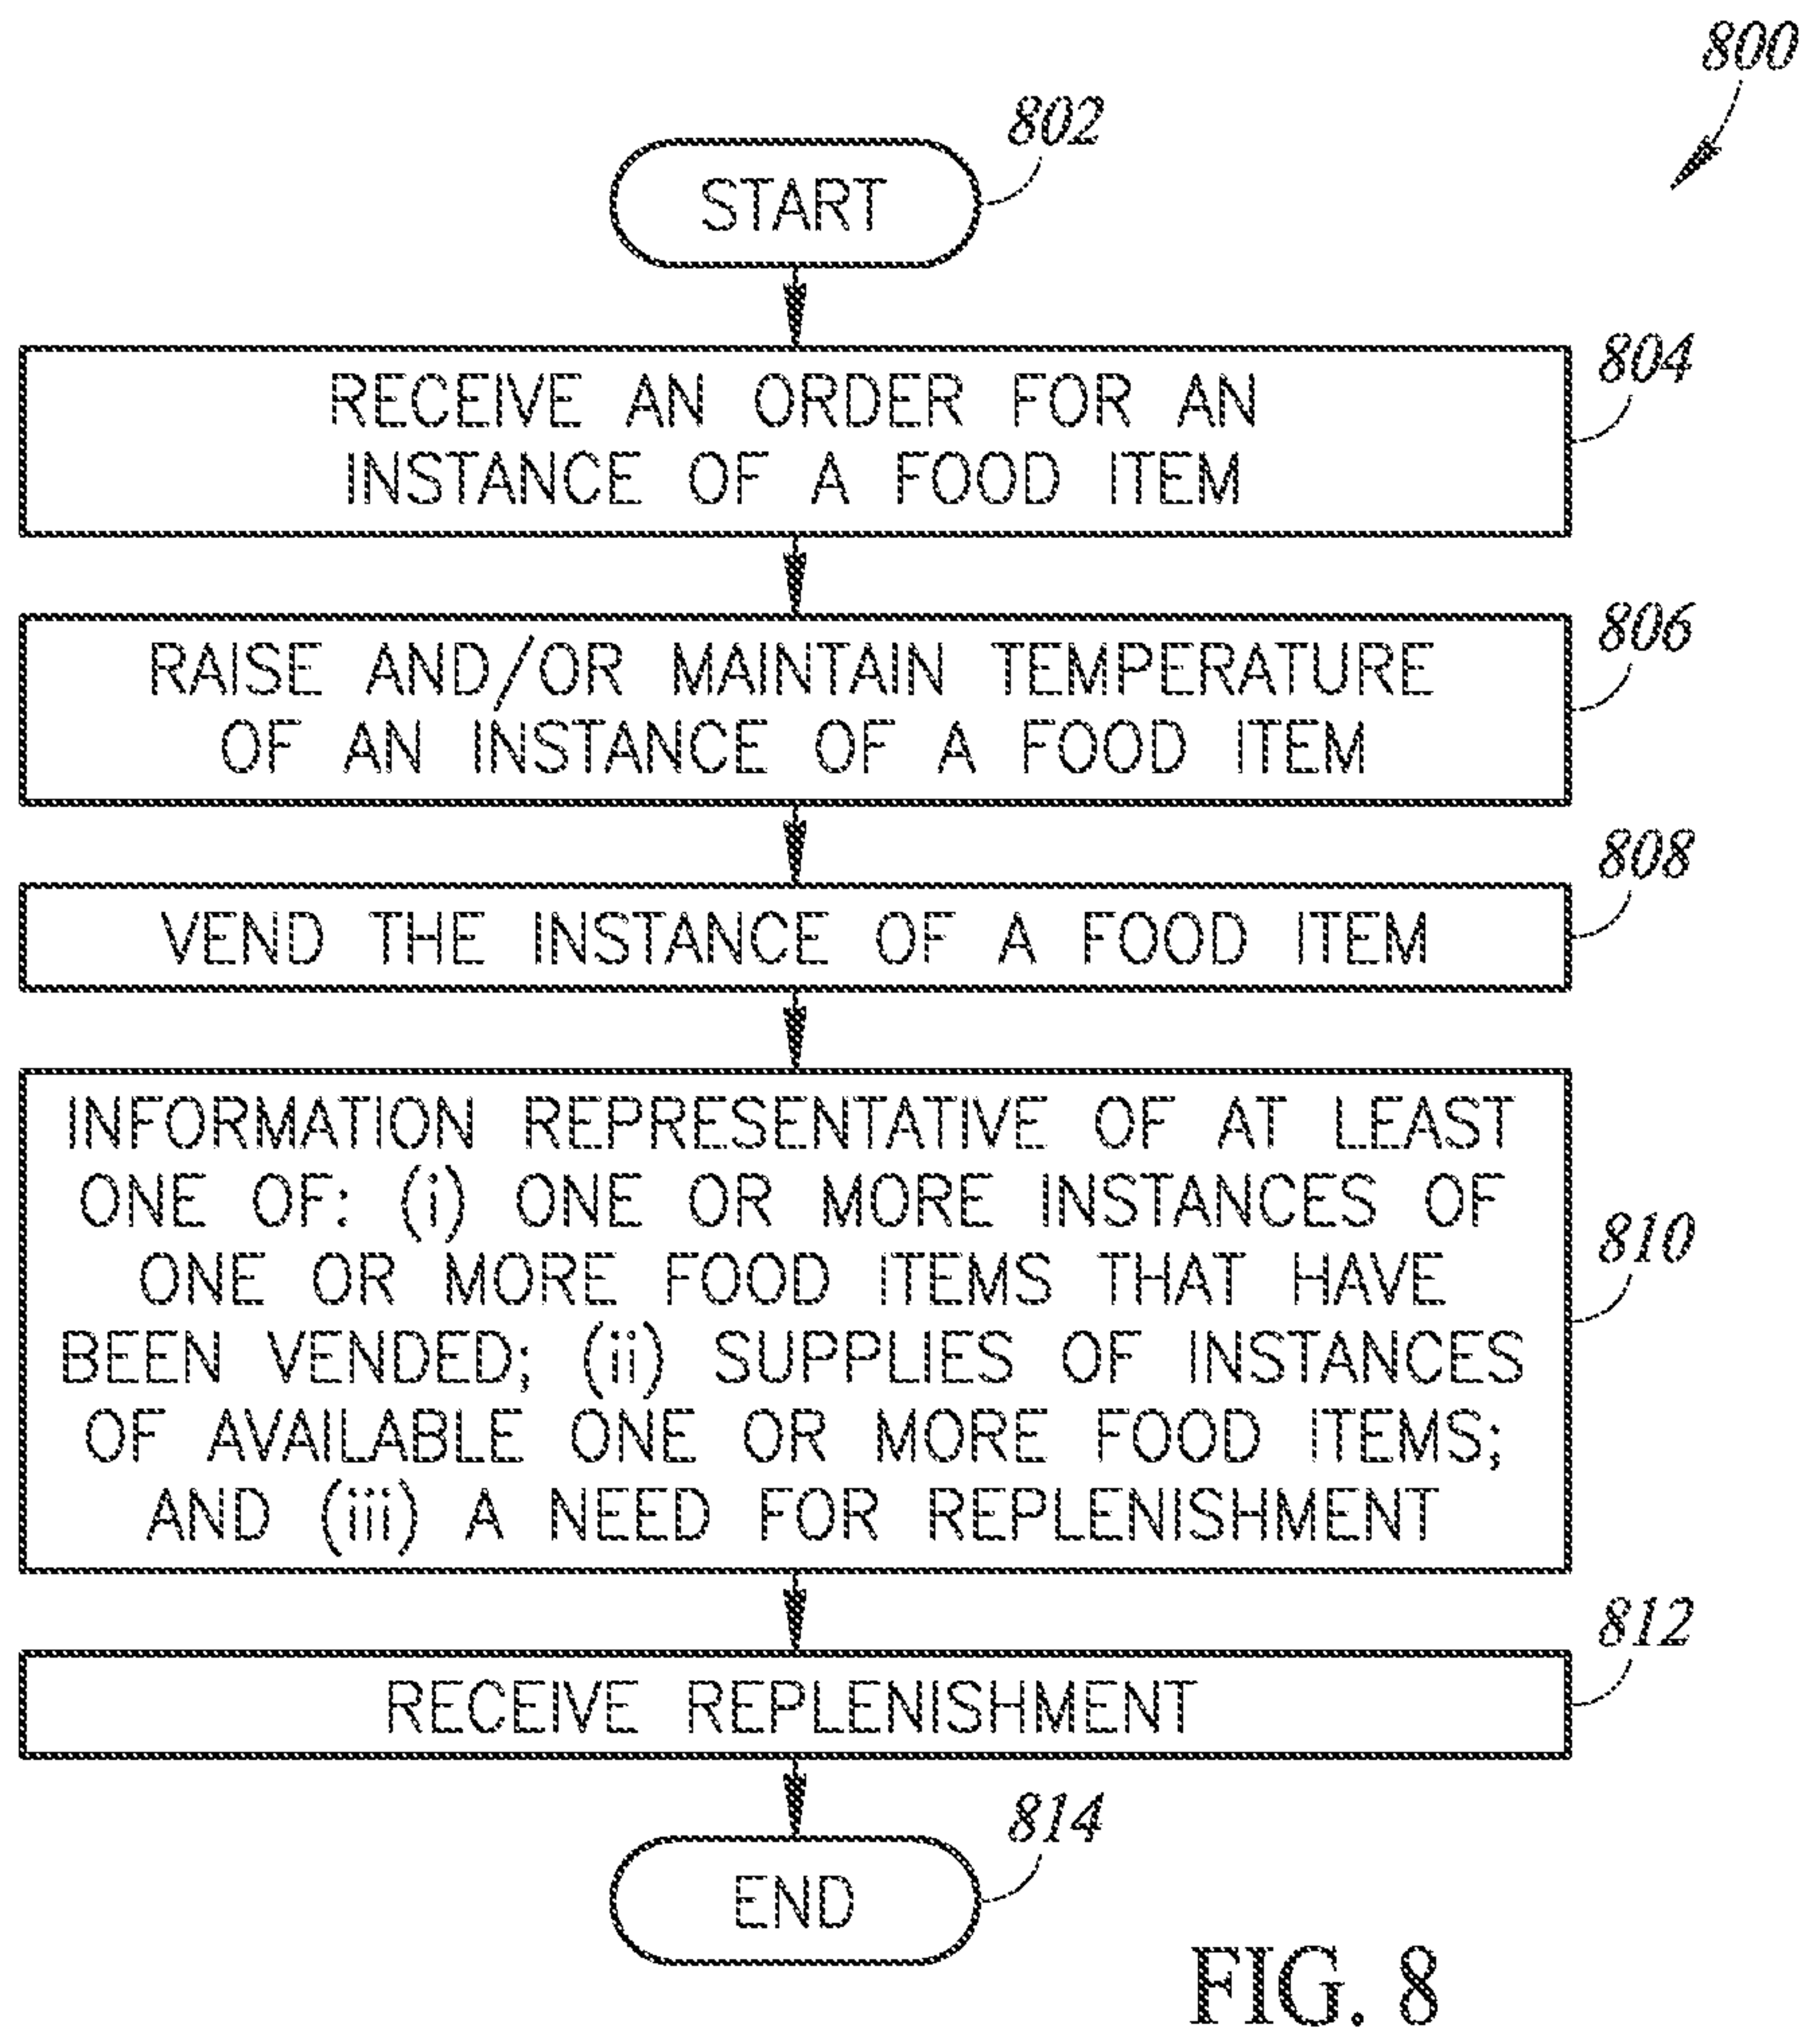 800
802
START
804
RECEIVE AN ORDER FOR AN
INSTANCE OF A FOOD ITEM
806
RAISE AND/OR MAINTAIN TEMPERATURE
OF AN INSTANCE OF A FOOD ITEM
808
VEND THE INSTANCE OF A FOOD ITEM
810
INFORMATION REPRESENTATIVE OF AT LEAST
ONE OF: (i) ONE OR MORE INSTANCES OF
ONE OR MORE FOOD ITEMS THAT HAVE
BEEN VENDED; (ii) SUPPLIES OF INSTANCES
OF AVAILABLE ONE OR MORE FOOD ITEMS;
AND (iii) A NEED FOR REPLENISHMENT
812
RECEIVE REPLENISHMENT
814
END
FIG. 8